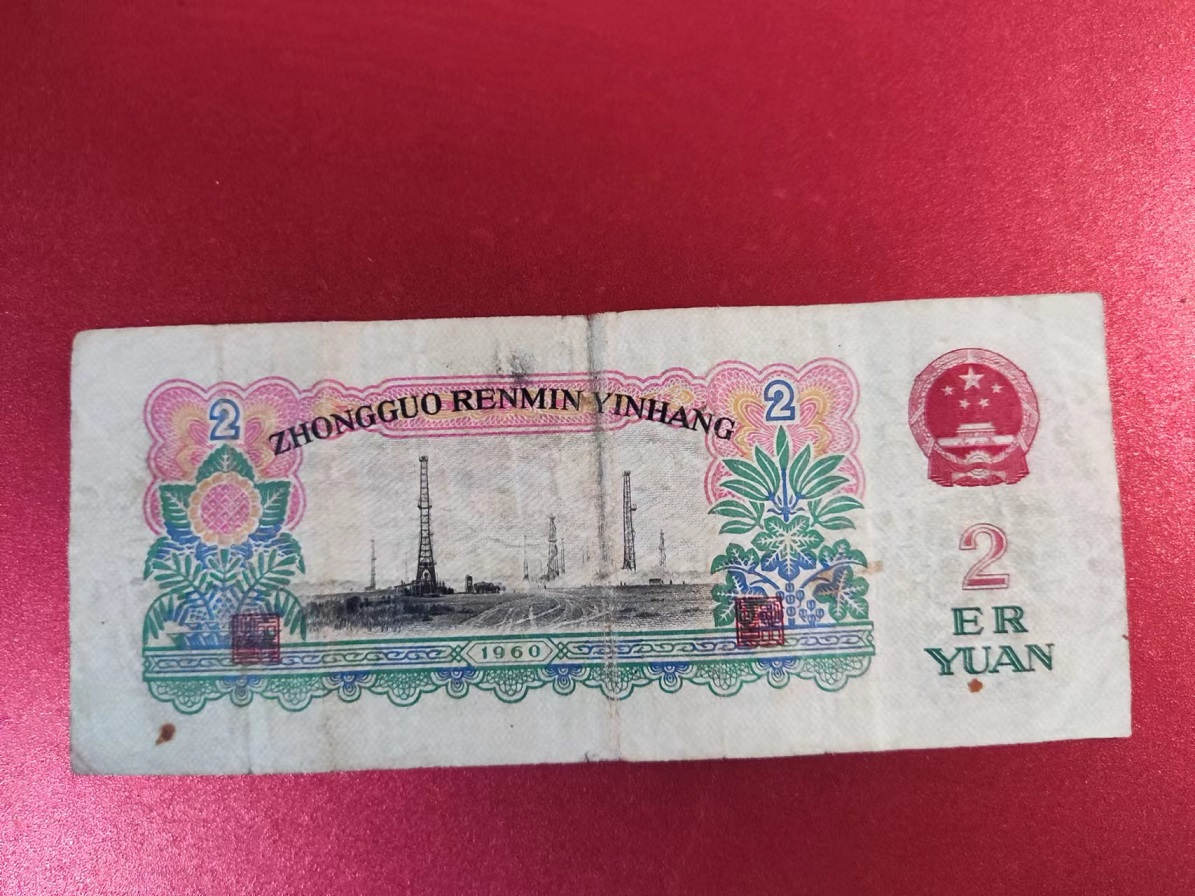 2
ZHONGGUO RENMIN YINHANG
2
2
ER
YUAN
1960